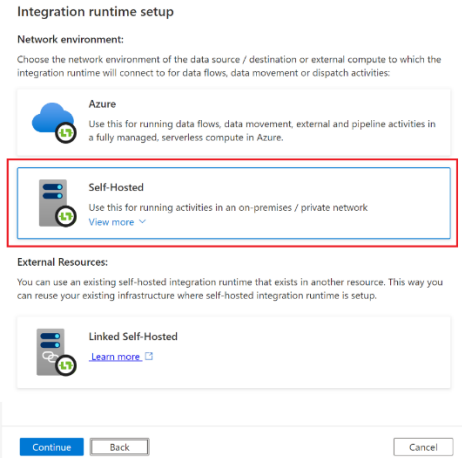 Integration runtime setup
Network environment:
Choose the network environment of the data source / destination or external compute to which the
integration runtime will connect to for data flows, data movement or dispatch activities:
Azure
Use this for running data flows, data movement, external and pipeline activities in
a fully managed, serverless compute in Azure.
Self-Hosted
Use this for running activities in an on-premises / private network
View more
External Resources:
You can use an existing self-hosted integration runtime that exists in another resource. This way you
can reuse your existing infrastructure where self-hosted integration runtime is setup.
Linked Self-Hosted
Learn more
Continue
Back
Cancel